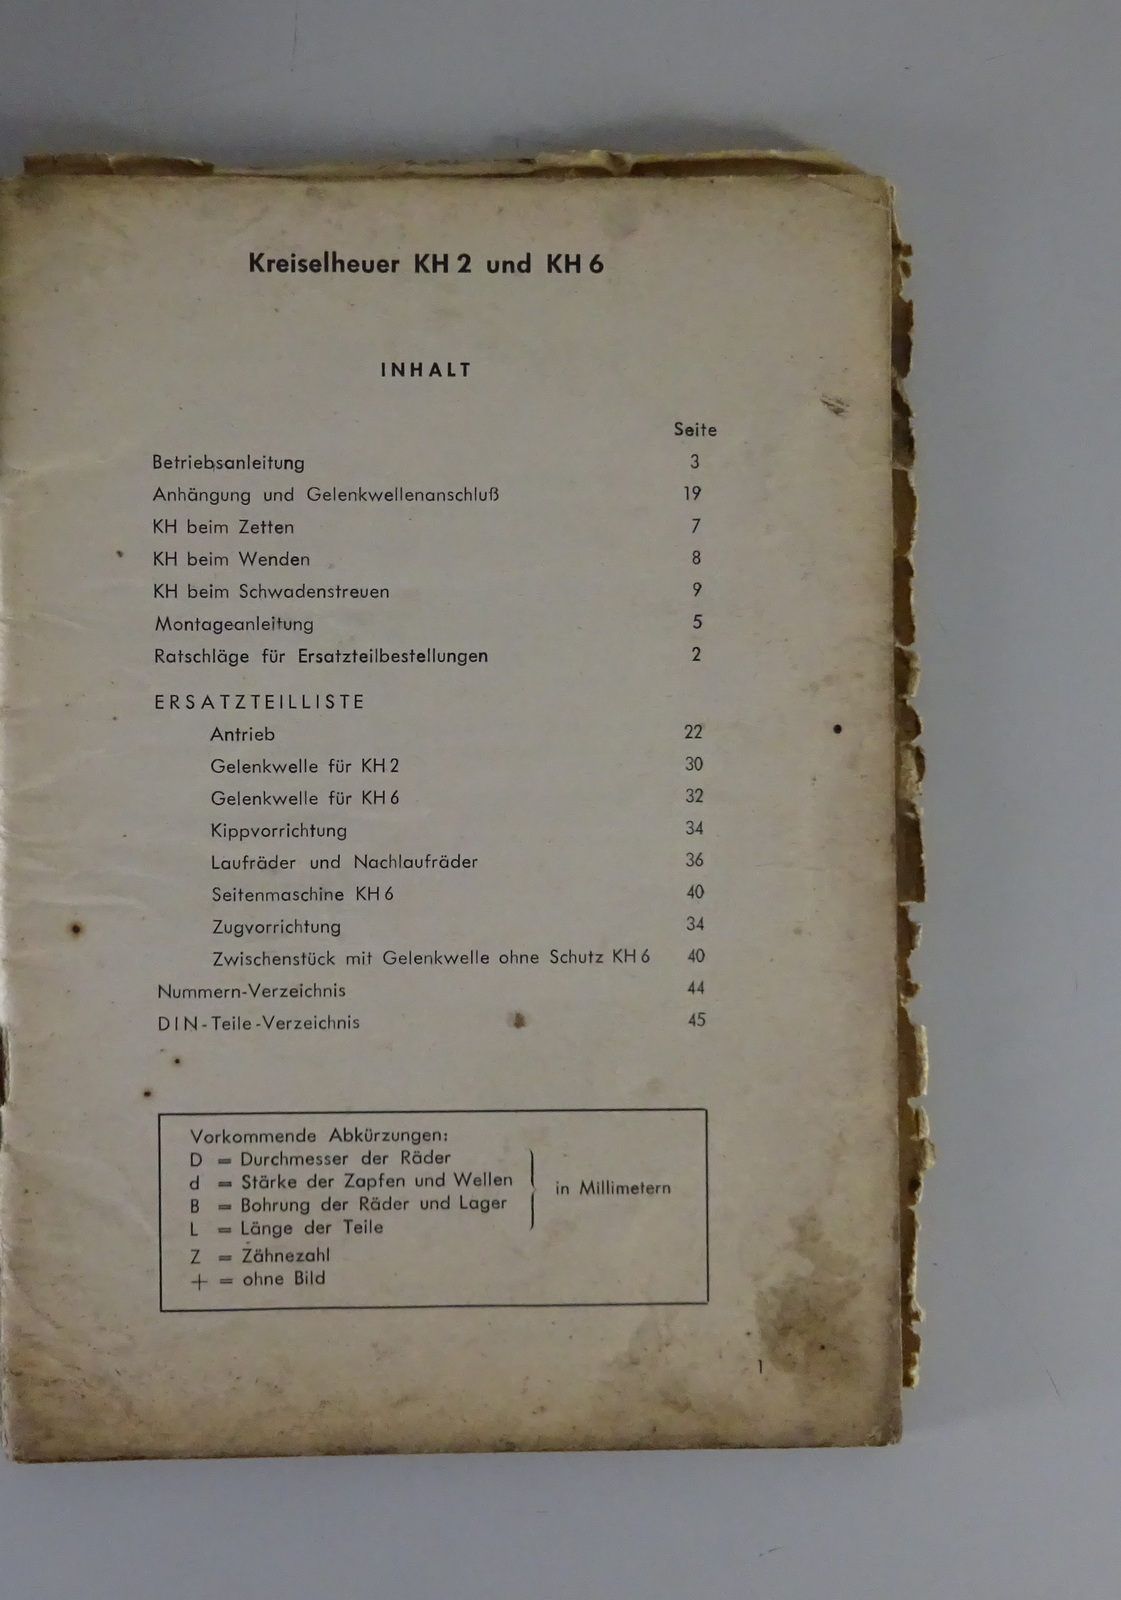 Kreiselheuer KH 2 und KH 6
INHALT
Seite
Betriebsanleitung 3
Anhängung und Gelenkwellenanschluß 19
KH beim Zetten 7
KH beim Wenden 8
KH beim Schwadenstreuen 9
Montageanleitung 5
Ratschläge für Ersatzteilbestellungen 2
ERSATZTEILLISTE
Antrieb 22
Gelenkwelle für KH 2 30
Gelenkwelle für KH 6 32
Kippvorrichtung 34
Laufräder und Nachlaufräder 36
Seitenmaschine KH 6 40
Zugvorrichtung 34
Zwischenstück mit Gelenkwelle ohne Schutz KH 6 40
Nummern-Verzeichnis 44
DIN-Teile-Verzeichnis 45
Vorkommende Abkürzungen:
D = Durchmesser der Räder
d = Stärke der Zapfen und Wellen
in Millimetern
B = Bohrung der Räder und Lager
L = Länge der Teile
Z = Zähnezahl
+ = ohne Bild
1